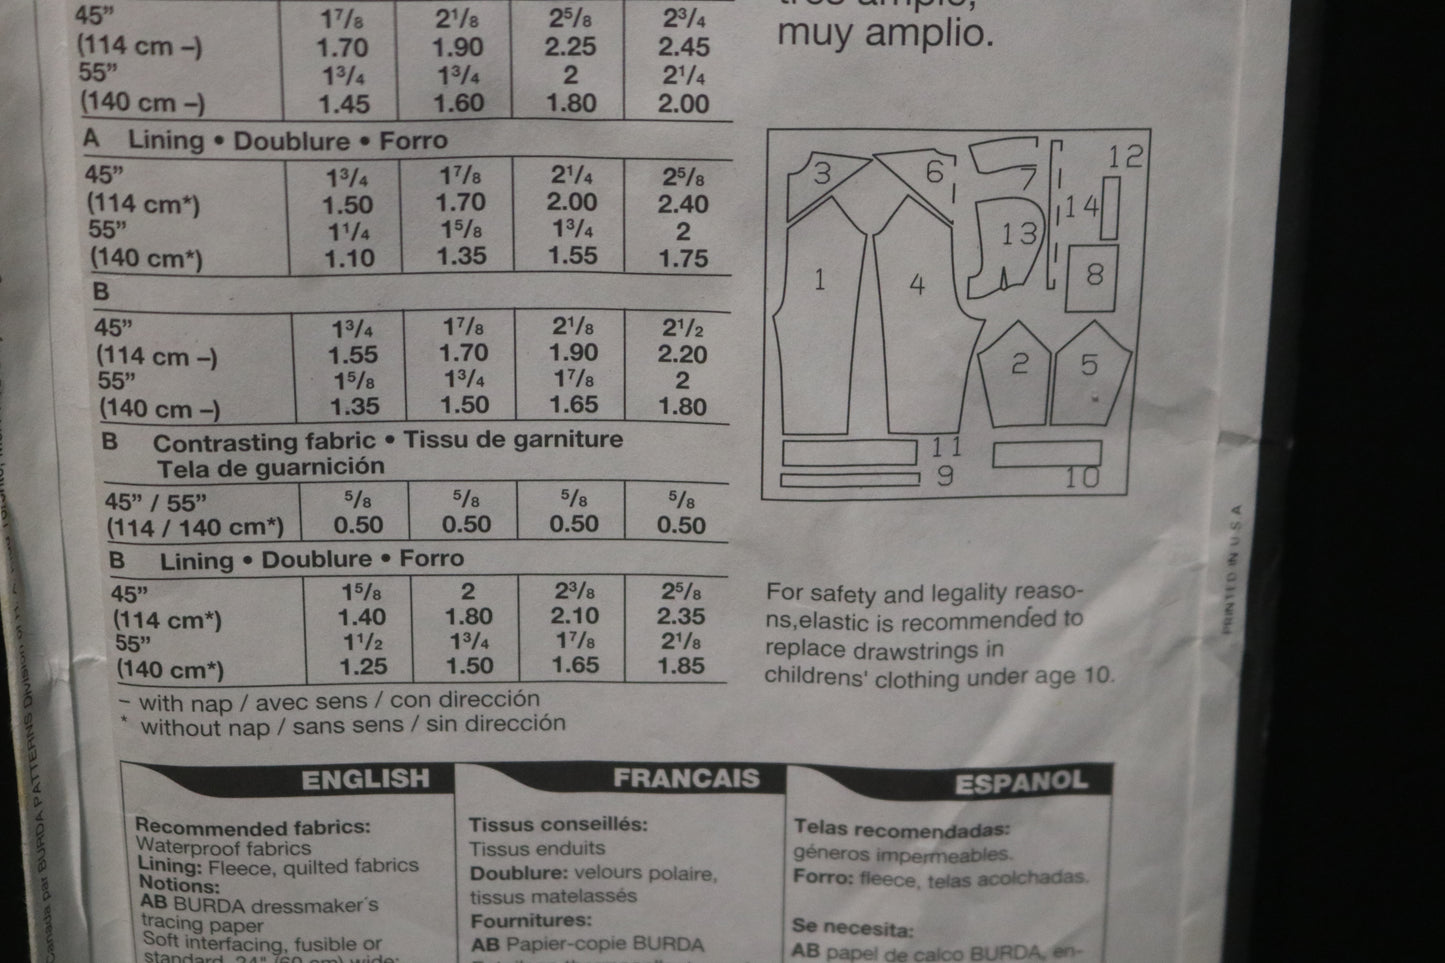 45” 1⁷/₈ 2¹/₈ 2⁵/₈ 2³/₄
(114 cm –) 1.70 1.90 2.25 2.45
55” 1³/₄ 1³/₄ 2 2¹/₄
(140 cm –) 1.45 1.60 1.80 2.00
A Lining • Doublure • Forro
45” 1³/₄ 1⁷/₈ 2¹/₄ 2⁵/₈
(114 cm*) 1.50 1.70 2.00 2.40
55” 1¹/₄ 1⁵/₈ 1³/₄ 2
(140 cm*) 1.10 1.35 1.55 1.75
B
45” 1³/₄ 1⁷/₈ 2¹/₈ 2¹/₂
(114 cm –) 1.55 1.70 1.90 2.20
55” 1⁵/₈ 1³/₄ 1⁷/₈ 2
(140 cm –) 1.35 1.50 1.65 1.80
B Contrasting fabric • Tissu de garniture
Tela de guarnición
45” / 55” ⁵/₈ ⁵/₈ ⁵/₈ ⁵/₈
(114 / 140 cm*) 0.50 0.50 0.50 0.50
B Lining • Doublure • Forro
45” 1⁵/₈ 2 2³/₈ 2⁵/₈
(114 cm*) 1.40 1.80 2.10 2.35
55” 1¹/₂ 1³/₄ 1⁷/₈ 2¹/₈
(140 cm*) 1.25 1.50 1.65 1.85
– with nap / avec sens / con dirección
* without nap / sans sens / sin dirección
très ample,
muy amplio.
3 6 7 12
14
13
1 4 8
2 5
11
9 10
For safety and legality reaso-
ns,elastic is recommended to
replace drawstrings in
childrens' clothing under age 10.
PRINTED IN U.S.A
Canada par BURDA PATTERNS DIVISION of
ENGLISH
Recommended fabrics:
Waterproof fabrics
Lining: Fleece, quilted fabrics
Notions:
AB BURDA dressmaker´s
tracing paper
Soft interfacing, fusible or
standard, 24" (60 cm) wide:
FRANCAIS
Tissus conseillés:
Tissus enduits
Doublure: velours polaire,
tissus matelassés
Fournitures:
AB Papier-copie BURDA
ESPANOL
Telas recomendadas:
géneros impermeables.
Forro: fleece, telas acolchadas.
Se necesita:
AB papel de calco BURDA, en-